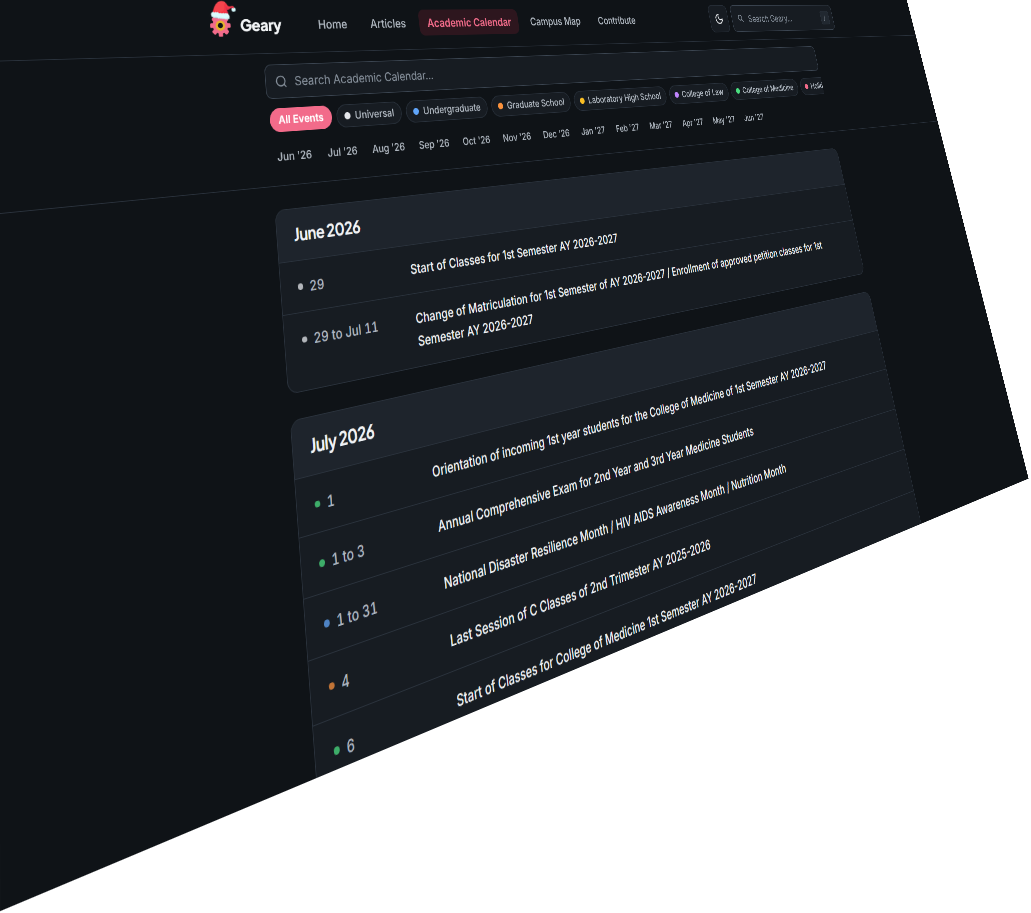 Geary Home Articles Academic Calendar Campus Map Contribute Search Geary... /
Search Academic Calendar...
All Events Universal Undergraduate Graduate School Laboratory High School College of Law College of Medicine
Jun '26 Jul '26 Aug '26 Sep '26 Oct '26 Nov '26 Dec '26 Jan '27 Feb '27 Mar '27 Apr '27 May '27 Jun '27
June 2026
29 Start of Classes for 1st Semester AY 2026-2027
29 to Jul 11 Change of Matriculation for 1st Semester of AY 2026-2027 / Enrollment of approved petition classes for 1st
Semester AY 2026-2027
July 2026
1 Orientation of incoming 1st year students for the College of Medicine of 1st Semester AY 2026-2027
1 to 3 Annual Comprehensive Exam for 2nd Year and 3rd Year Medicine Students
1 to 31 National Disaster Resilience Month / HIV AIDS Awareness Month / Nutrition Month
4 Last Session of C Classes of 2nd Trimester AY 2025-2026
6 Start of Classes for College of Medicine 1st Semester AY 2026-2027